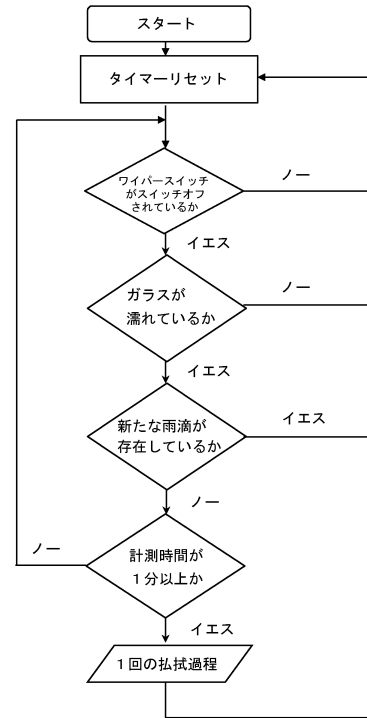 スタート
タイマーリセット
ワイパースイッチ
がスイッチオフ
されているか
ノー
イエス
ガラスが
濡れているか
ノー
イエス
新たな雨滴が
存在しているか
イエス
ノー
計測時間が
1分以上か
ノー
イエス
1回の払拭過程